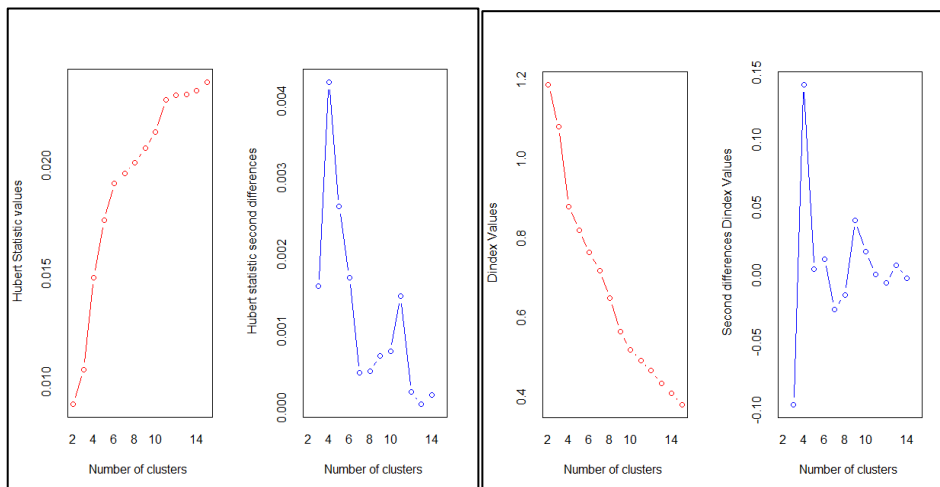 Hubert Statistic values
0.010 0.015 0.020
2 4 6 8 10 14
Number of clusters
Hubert statistic second differences
0.000 0.001 0.002 0.003 0.004
2 4 6 8 10 14
Number of clusters
Dindex Values
0.4 0.6 0.8 1.0 1.2
2 4 6 8 10 14
Number of clusters
Second differences Dindex Values
-0.10 -0.05 0.00 0.05 0.10 0.15
2 4 6 8 10 14
Number of clusters